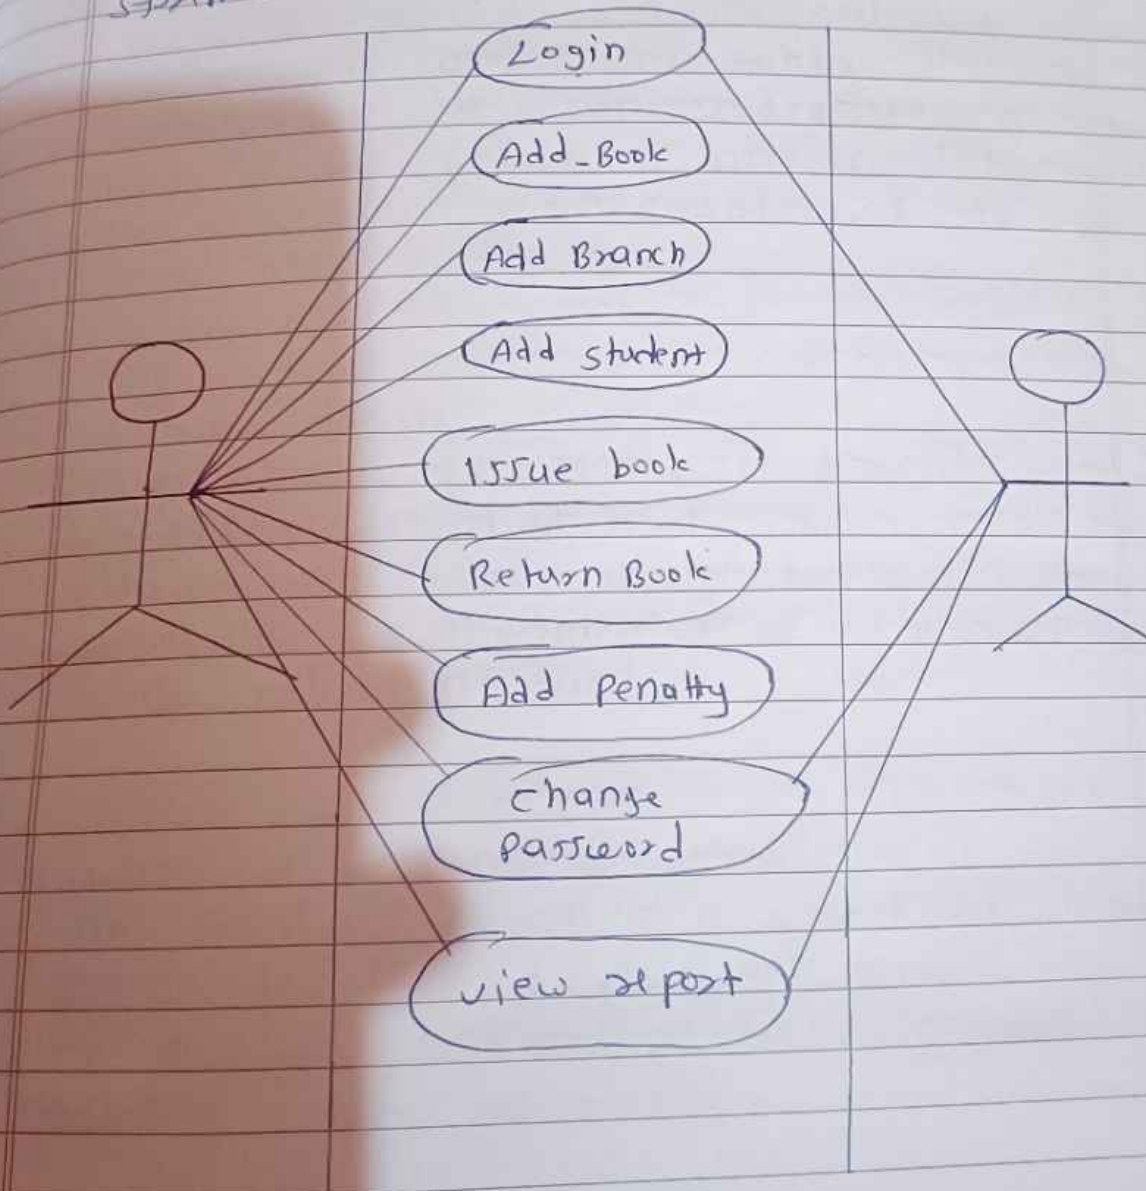 Login
Add_Book
Add Branch
Add student
Issue book
Return Book
Add Penalty
change
password
view report